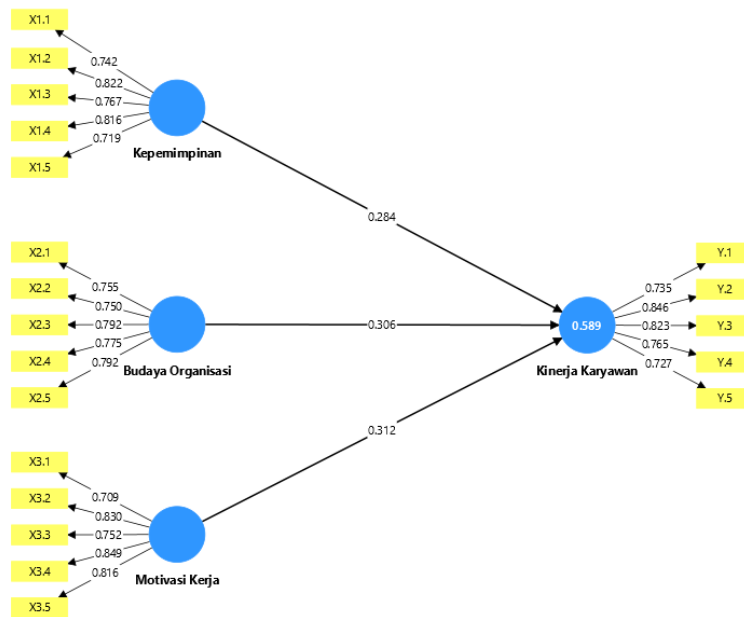 X1.1
0.742
X1.2
0.822
X1.3
0.767
X1.4
0.816
X1.5
0.719
Kepemimpinan
0.284
X2.1
0.755
X2.2
0.750
X2.3
0.792
X2.4
0.775
X2.5
0.792
Budaya Organisasi
0.306
X3.1
0.709
X3.2
0.830
X3.3
0.752
X3.4
0.849
X3.5
0.816
Motivasi Kerja
0.312
0.589
Kinerja Karyawan
Y.1
0.735
Y.2
0.846
Y.3
0.823
Y.4
0.765
Y.5
0.727